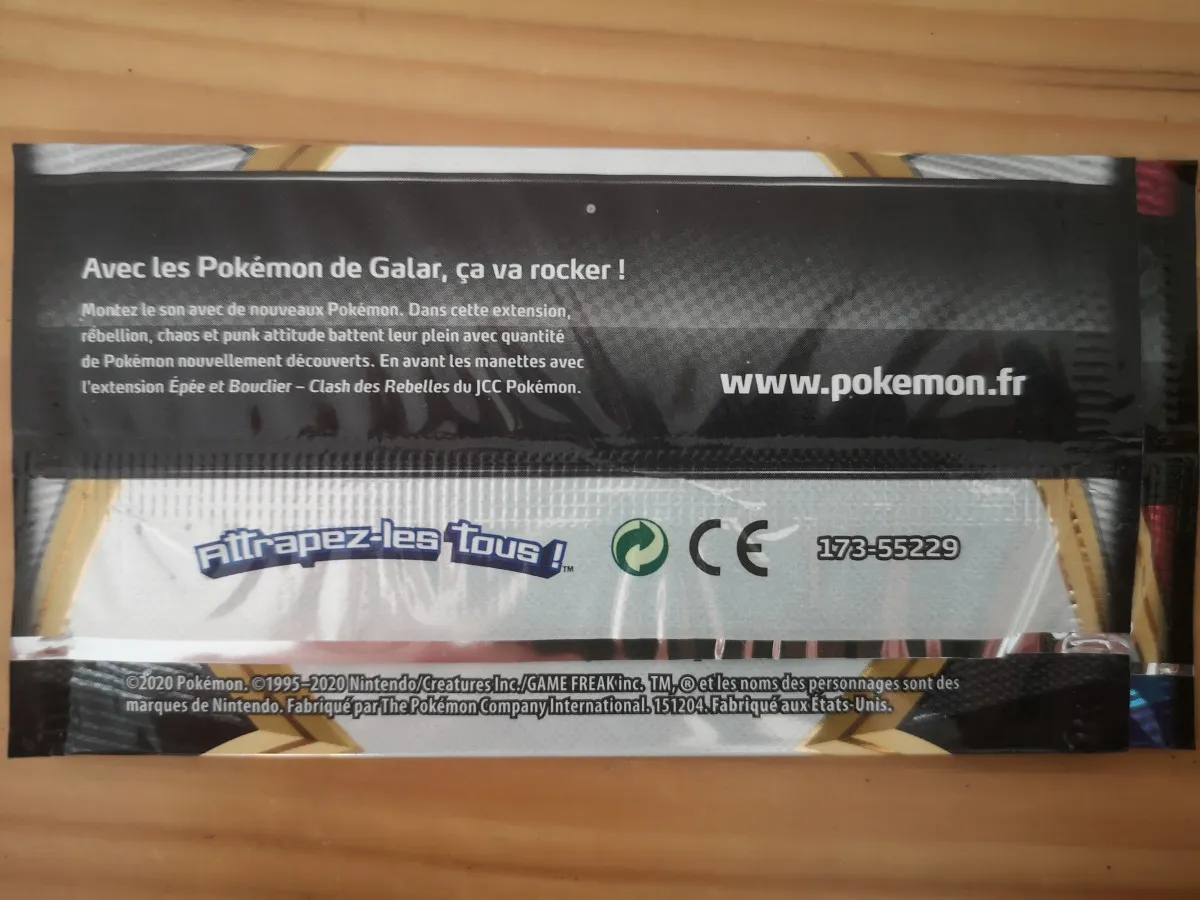 Avec les Pokémon de Galar, ça va rocker !
Montez le son avec de nouveaux Pokémon. Dans cette extension,
rébellion, chaos et punk attitude battent leur plein avec quantité
de Pokémon nouvellement découverts. En avant les manettes avec
l'extension Épée et Bouclier – Clash des Rebelles du JCC Pokémon.
www.pokemon.fr
Attrapez-les tous !™
CE
173-55229
©2020 Pokémon. ©1995–2020 Nintendo/Creatures Inc./GAME FREAK inc. TM, ® et les noms des personnages sont des
marques de Nintendo. Fabriqué par The Pokémon Company International. 151204. Fabriqué aux États-Unis.